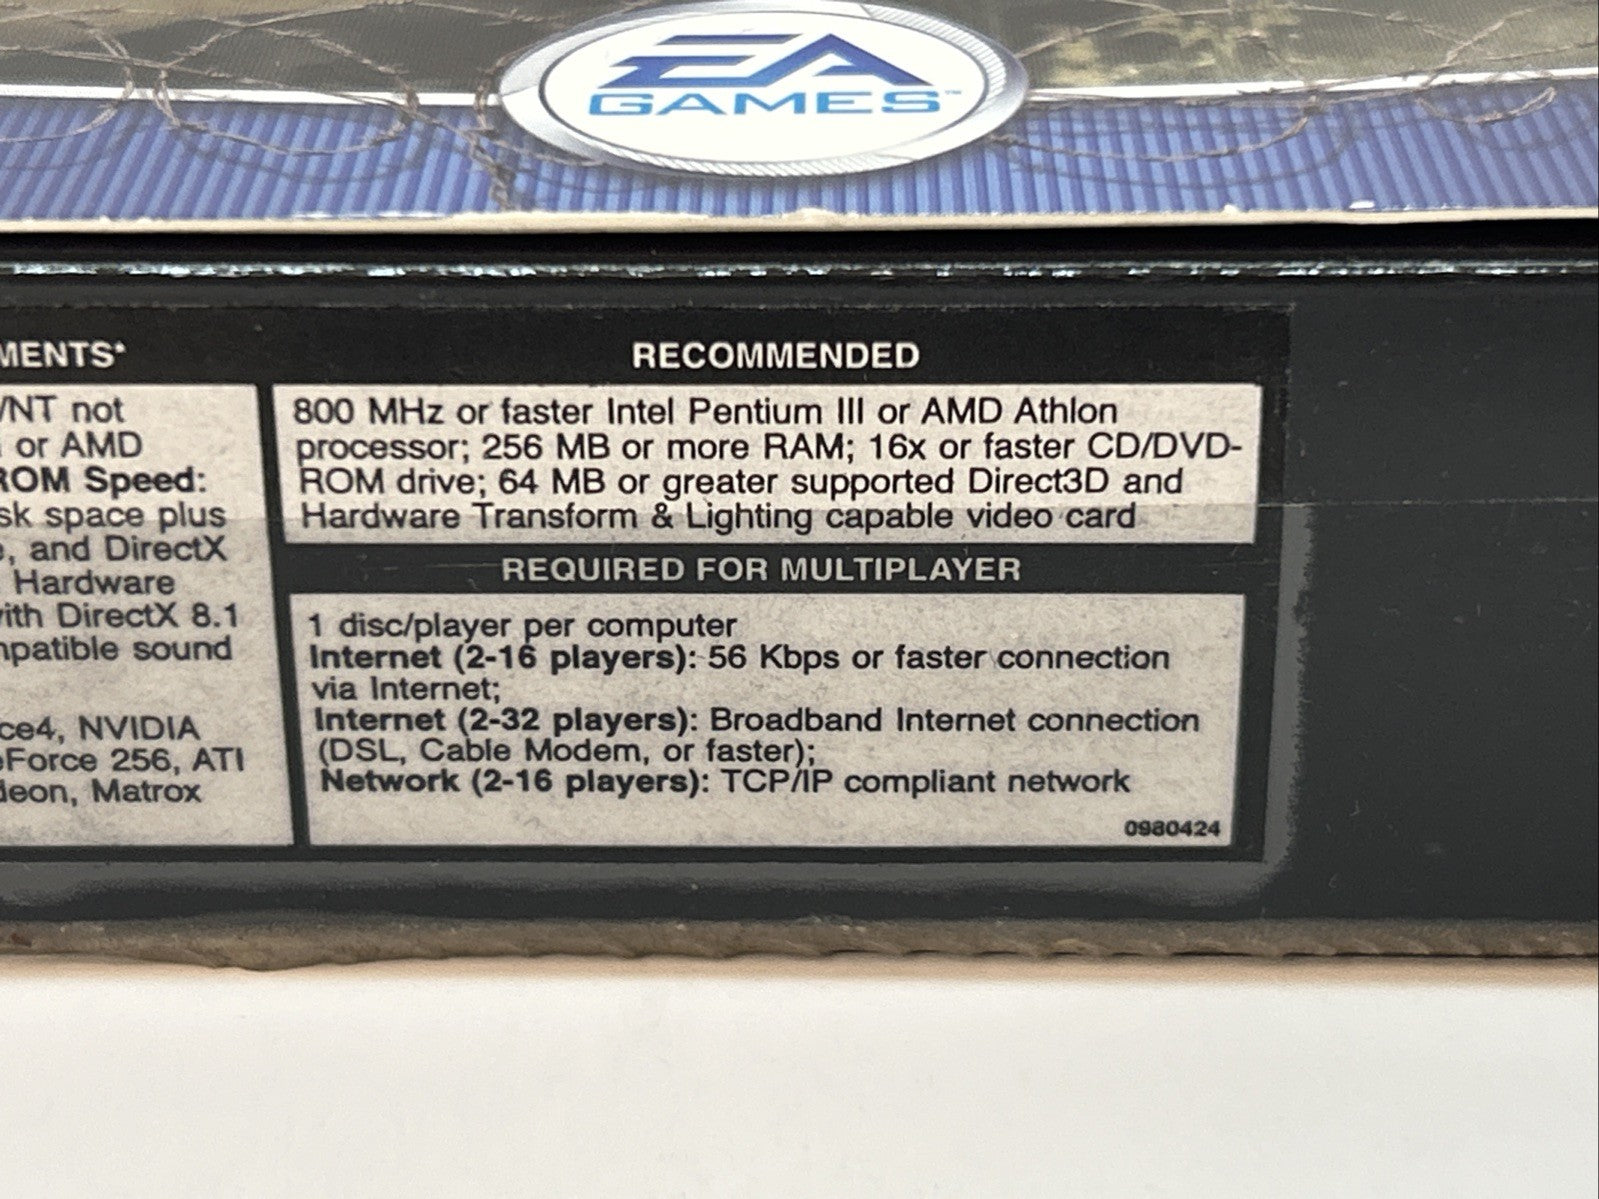 EA
GAMES™
MENTS*
/NT not
or AMD
ROM Speed:
sk space plus
, and DirectX
Hardware
with DirectX 8.1
mpatible sound
ce4, NVIDIA
eForce 256, ATI
deon, Matrox
RECOMMENDED
800 MHz or faster Intel Pentium III or AMD Athlon
processor; 256 MB or more RAM; 16x or faster CD/DVD-
ROM drive; 64 MB or greater supported Direct3D and
Hardware Transform & Lighting capable video card
REQUIRED FOR MULTIPLAYER
1 disc/player per computer
Internet (2-16 players): 56 Kbps or faster connection
via Internet;
Internet (2-32 players): Broadband Internet connection
(DSL, Cable Modem, or faster);
Network (2-16 players): TCP/IP compliant network
0980424